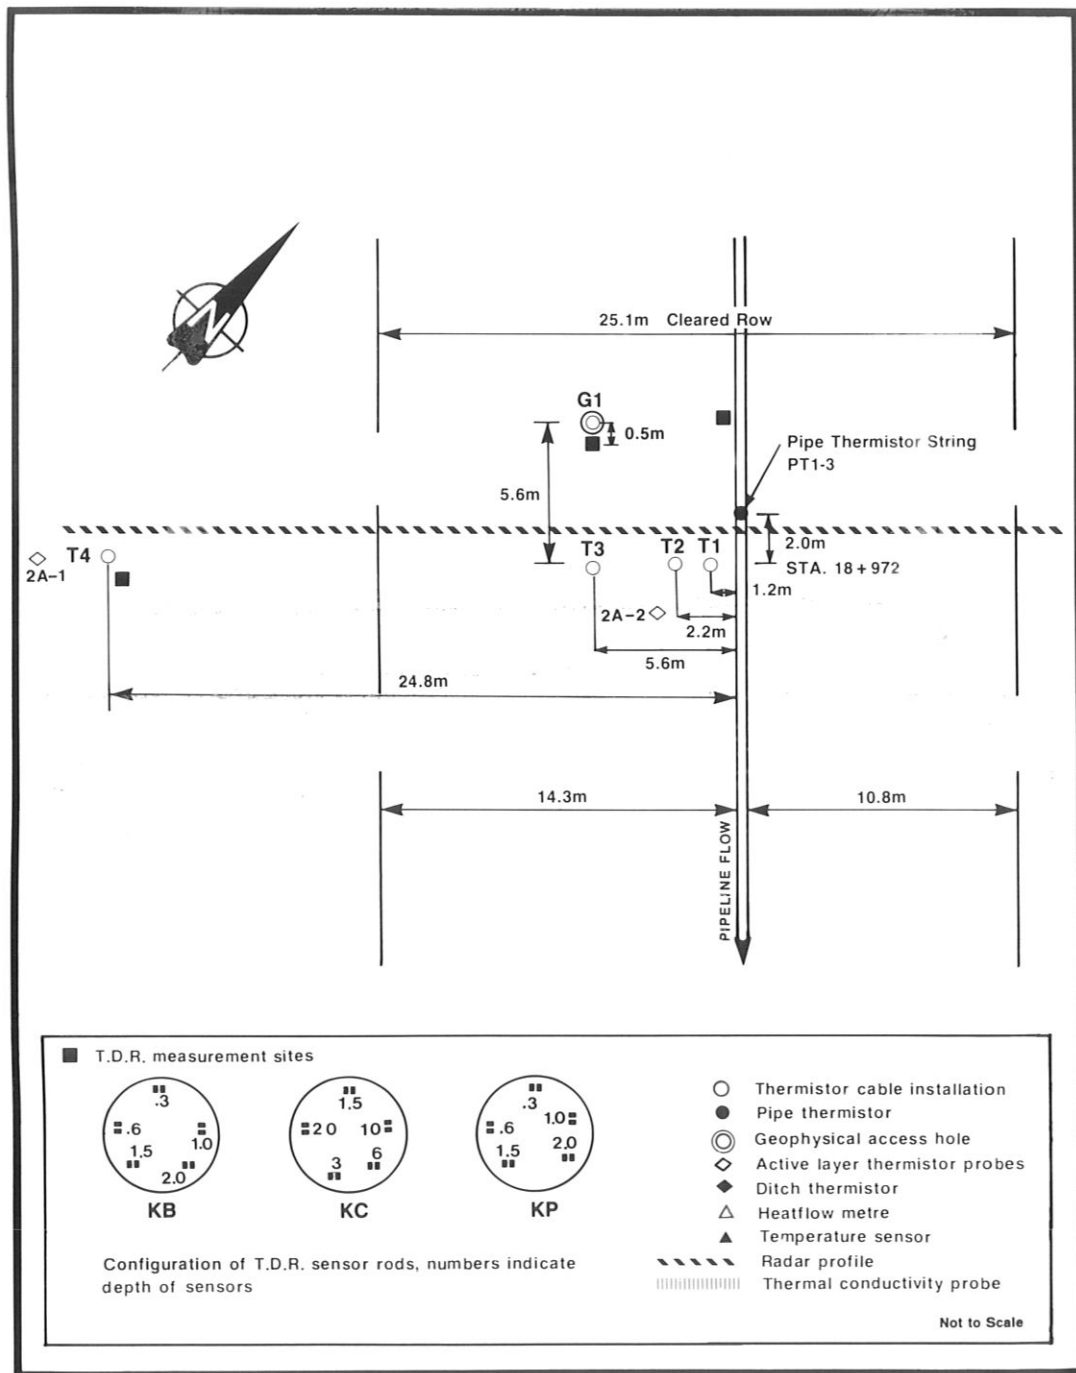 N
25.1m Cleared Row
G1
0.5m
Pipe Thermistor String
PT1-3
5.6m
T4
T3
T2
T1
2.0m
2A-1
STA. 18+972
1.2m
2A-2
2.2m
5.6m
24.8m
14.3m
10.8m
PIPELINE FLOW
T.D.R. measurement sites
.3
.6
1.0
1.5
2.0
KB
1.5
20
10
3
6
KC
.3
.6
1.0
1.5
2.0
KP
Configuration of T.D.R. sensor rods, numbers indicate
depth of sensors
Thermistor cable installation
Pipe thermistor
Geophysical access hole
Active layer thermistor probes
Ditch thermistor
Heatflow metre
Temperature sensor
Radar profile
Thermal conductivity probe
Not to Scale